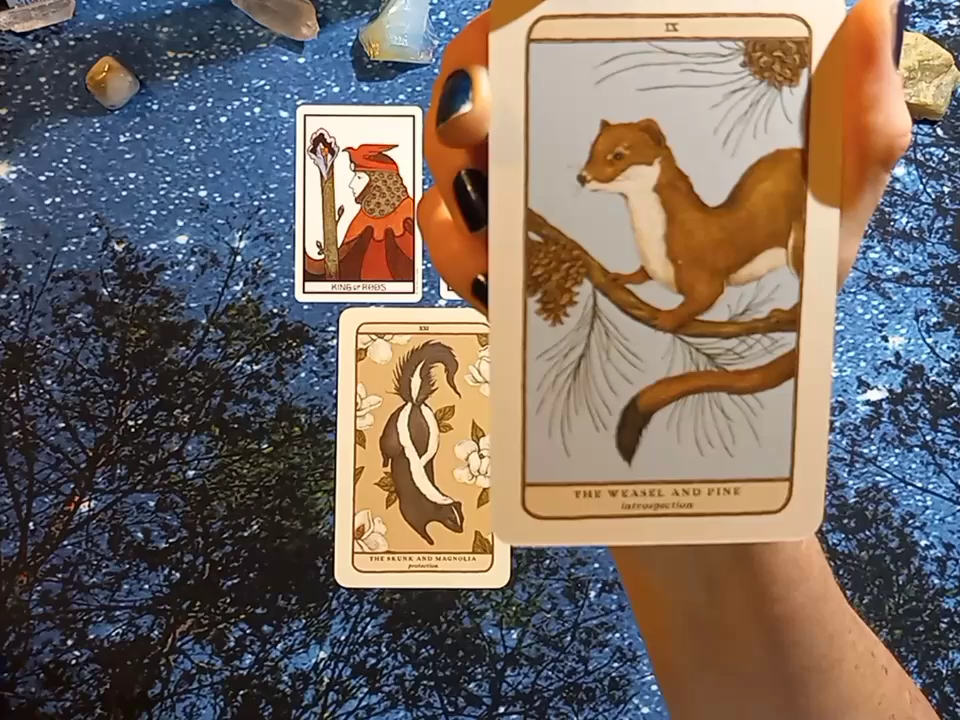 IX
KING OF RODS
XXI
THE WEASEL AND PINE
introspection
THE SKUNK AND MAGNOLIA
protection